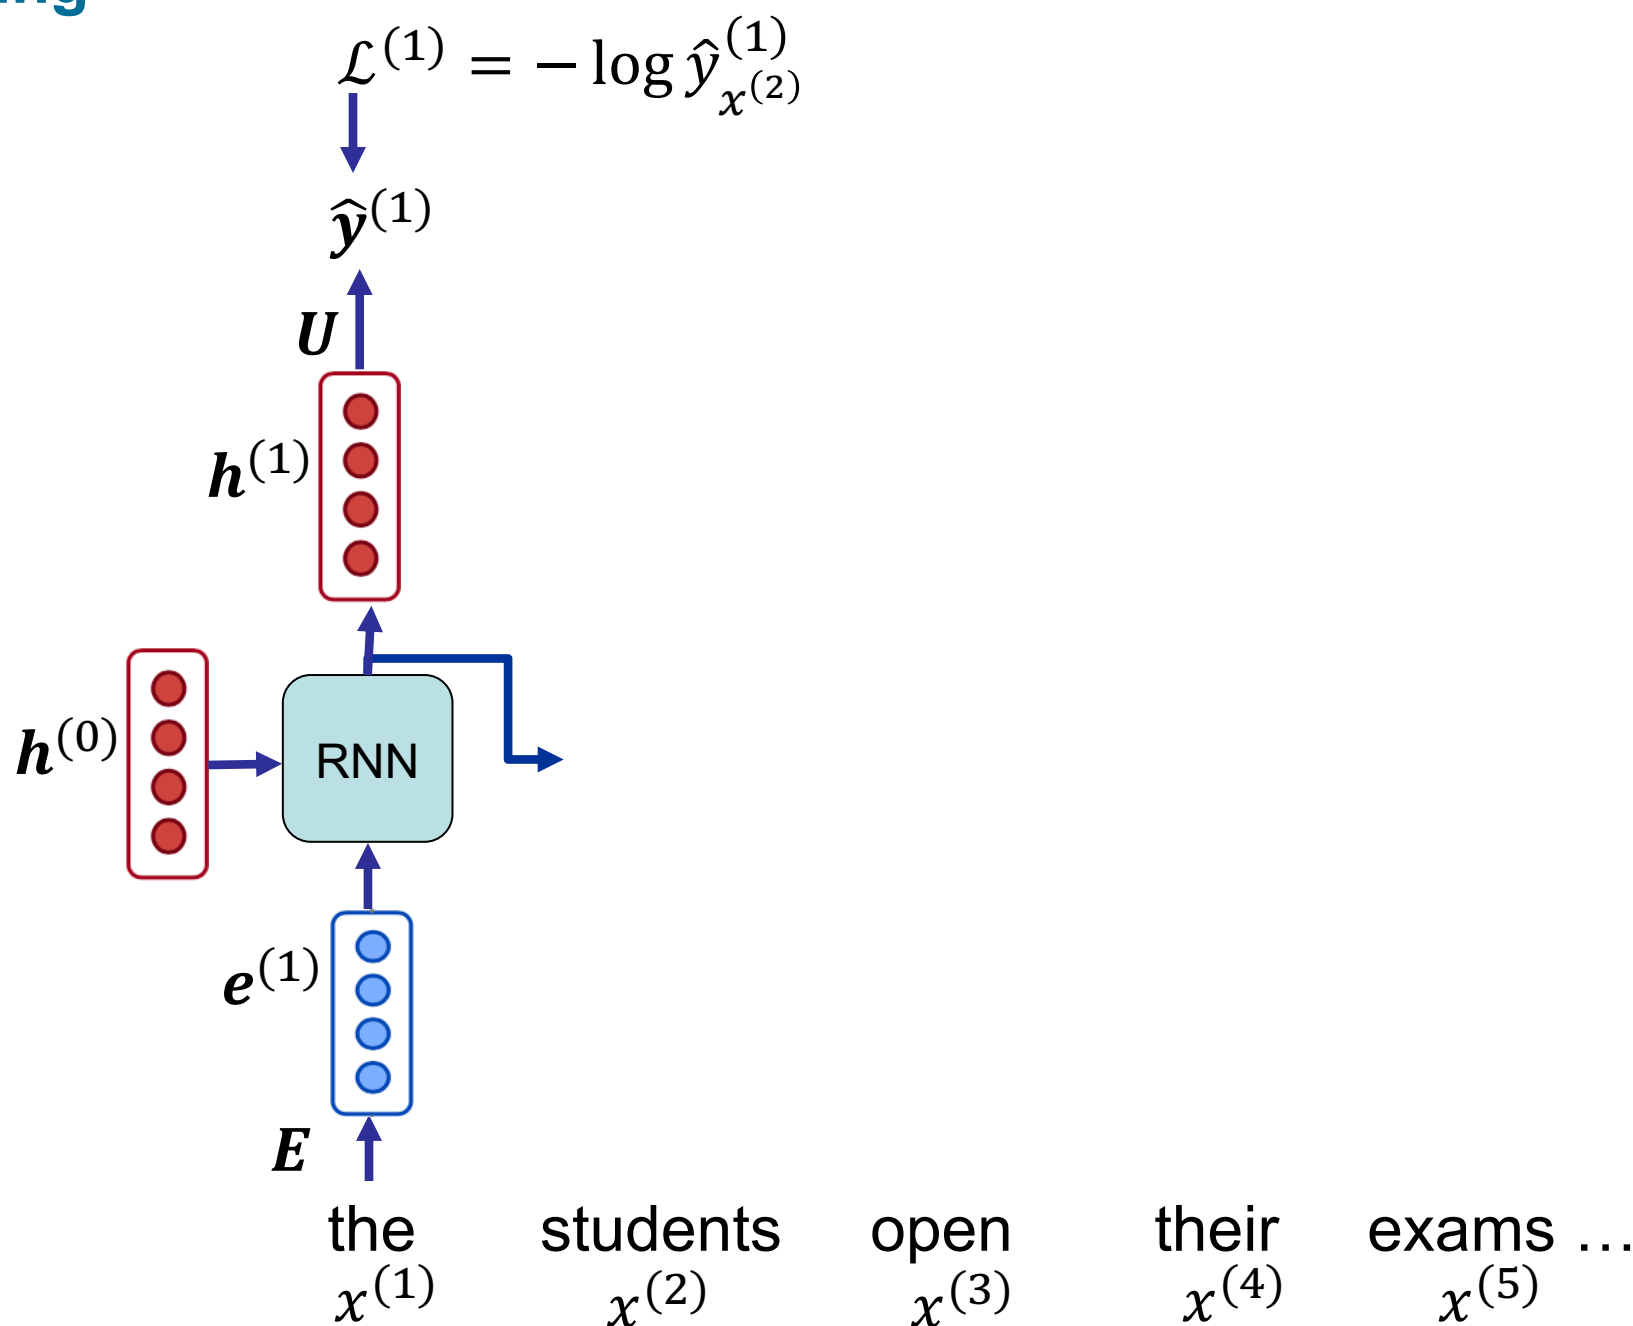 ing
ℒ⁽¹⁾ = − log ŷ⁽¹⁾ₓ₍₂₎
ŷ⁽¹⁾
U
h⁽¹⁾
h⁽⁰⁾
RNN
e⁽¹⁾
E
the students open their exams …
x⁽¹⁾ x⁽²⁾ x⁽³⁾ x⁽⁴⁾ x⁽⁵⁾